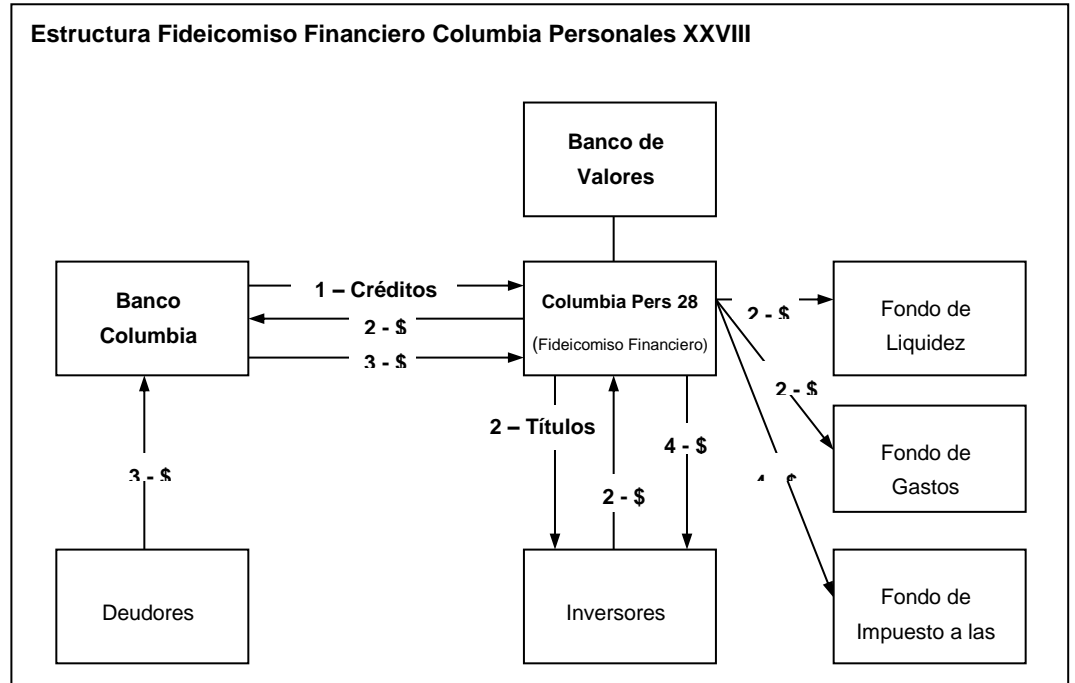 Estructura Fideicomiso Financiero Columbia Personales XXVIII
Banco de
Valores
Banco
Columbia
1 – Créditos
2 - $
3 - $
Columbia Pers 28
(Fideicomiso Financiero)
2 - $
Fondo de
Liquidez
2 - $
Fondo de
Gastos
4 - $
2 – Títulos
4 - $
2 - $
3 - $
Deudores
Inversores
Fondo de
Impuesto a las